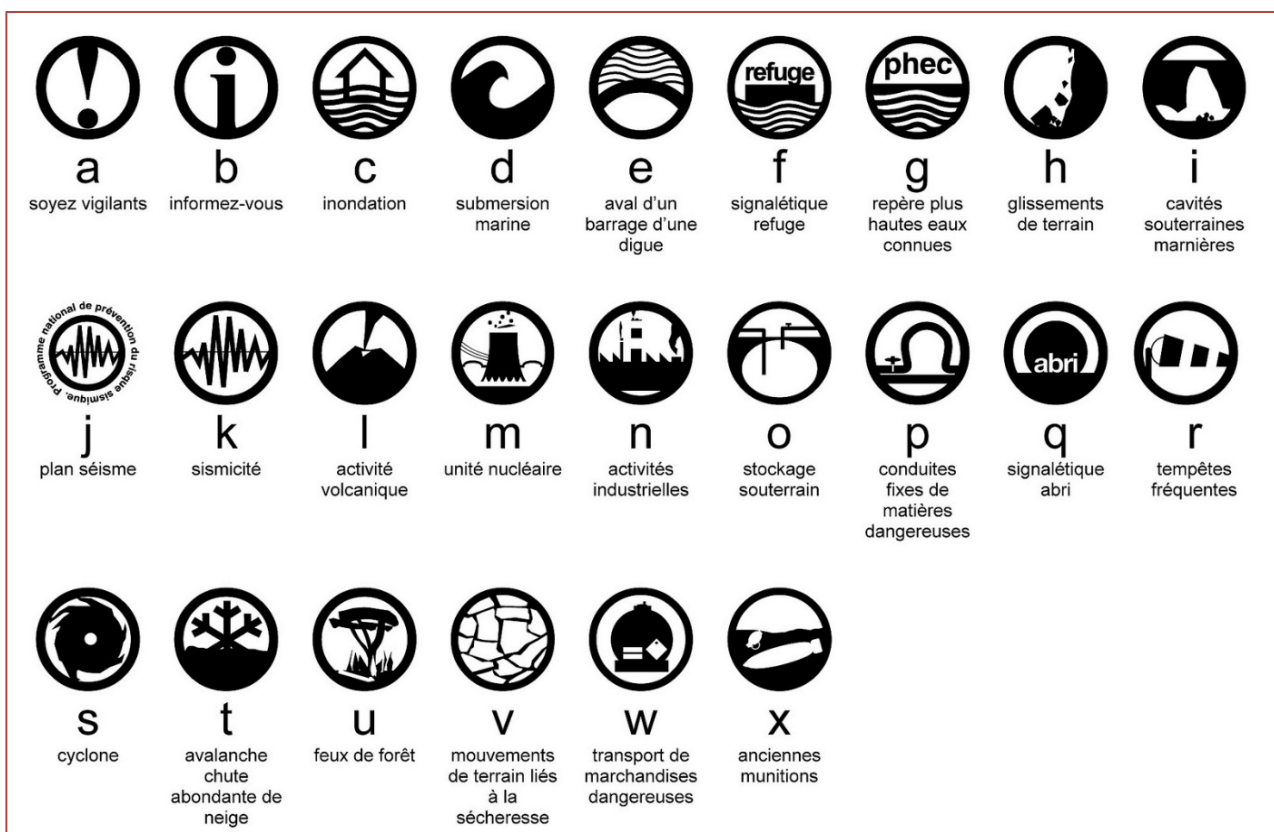 refuge
phec
a
soyez vigilants
b
informez-vous
c
inondation
d
submersion
marine
e
aval d'un
barrage d'une
digue
f
signalétique
refuge
g
repère plus
hautes eaux
connues
h
glissements
de terrain
i
cavités
souterraines
marnières
Programme national de prévention du risque sismique.
abri
j
plan séisme
k
sismicité
l
activité
volcanique
m
unité nucléaire
n
activités
industrielles
o
stockage
souterrain
p
conduites
fixes de
matières
dangereuses
q
signalétique
abri
r
tempêtes
fréquentes
s
cyclone
t
avalanche
chute
abondante de
neige
u
feux de forêt
v
mouvements
de terrain liés
à la
sécheresse
w
transport de
marchandises
dangereuses
x
anciennes
munitions